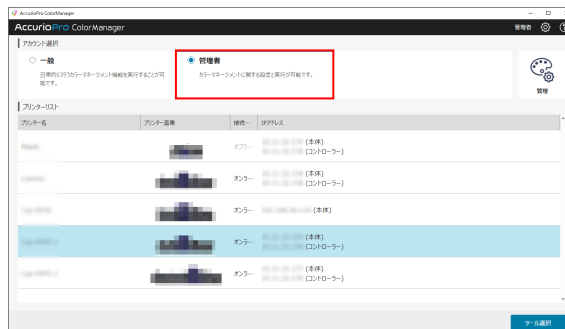 AccurioPro ColorManager
AccurioPro ColorManager 管理者
アカウント選択
一般
日常的に行うカラーマネージメント機能を実行することが可能です。
管理者
カラーマネージメントに関する設定と実行が可能です。
管理
プリンターリスト
プリンター名 プリンター画像 接続… IPアドレス
オフラ… (本体)
(コントローラー)
オンラ… (本体)
(コントローラー)
オンラ… (本体)
オンラ… (本体)
(コントローラー)
オンラ… (本体)
(コントローラー)
ツール選択